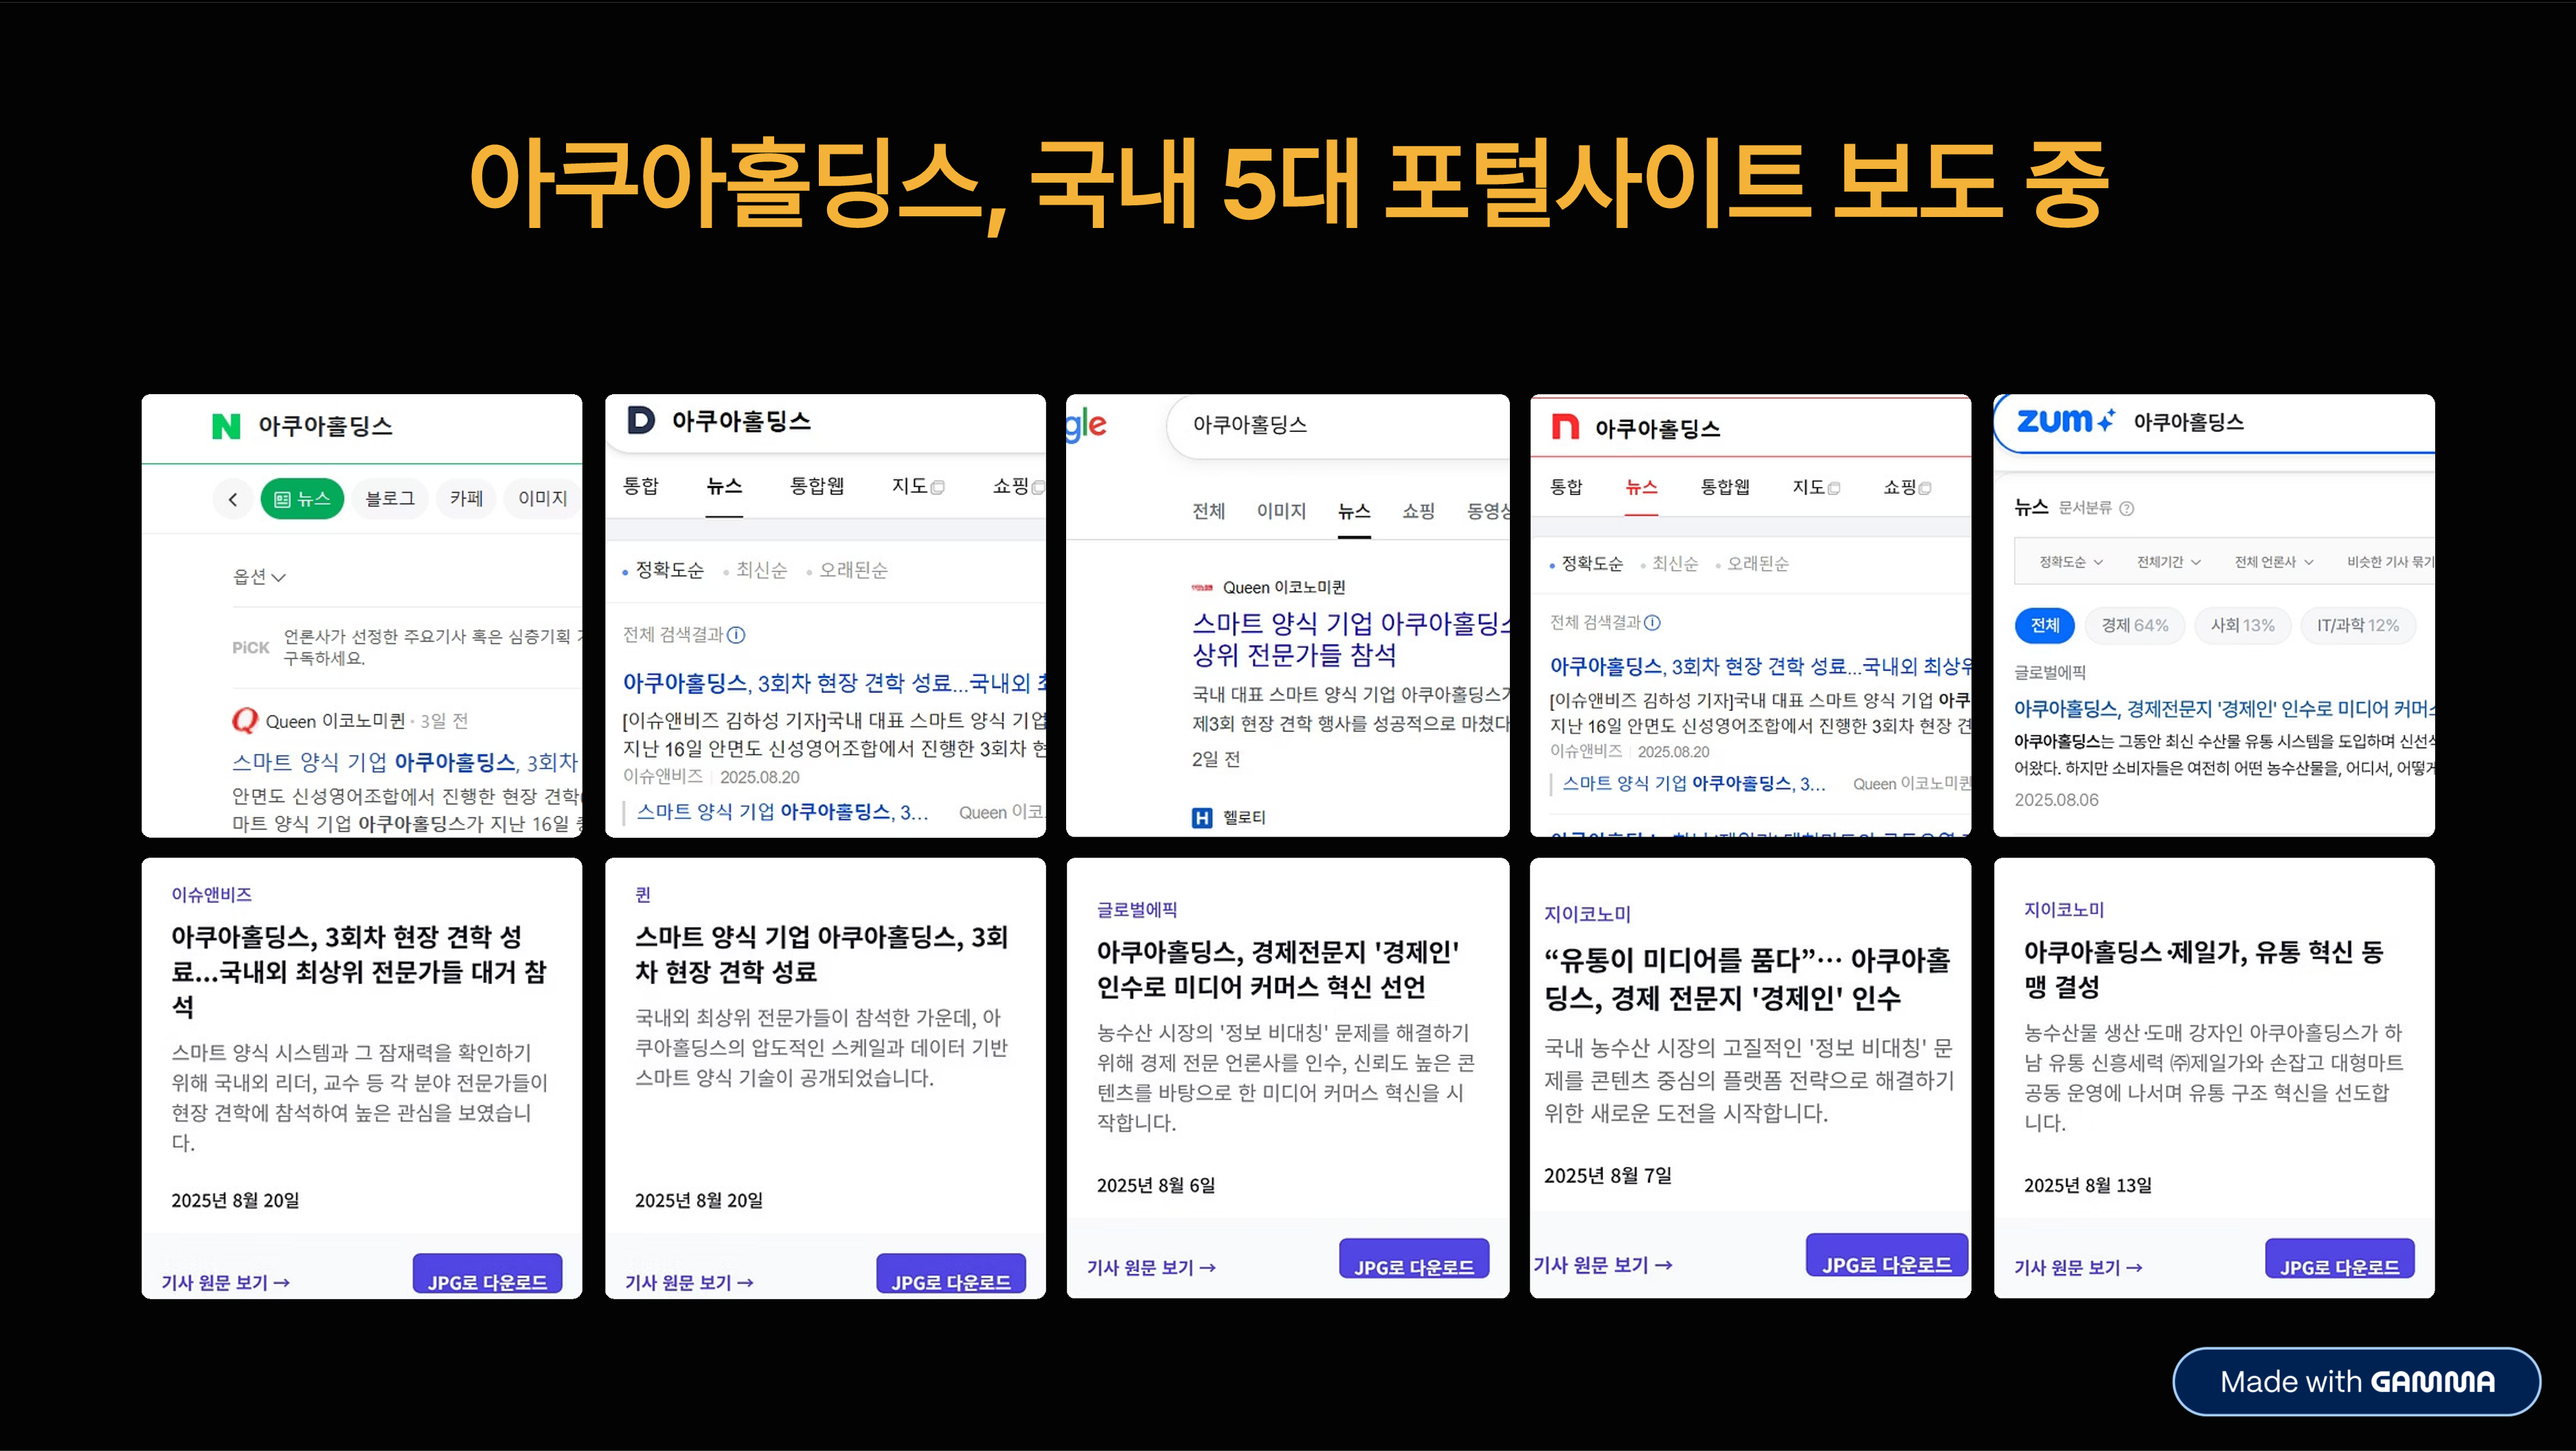 아쿠아홀딩스, 국내 5대 포털사이트 보도 중
N 아쿠아홀딩스
뉴스 블로그 카페 이미지
옵션
PiCK 언론사가 선정한 주요기사 혹은 심층기획
구독하세요.
Queen 이코노미퀸 · 3일 전
스마트 양식 기업 아쿠아홀딩스, 3회차
안면도 신성영어조합에서 진행한 현장 견학
마트 양식 기업 아쿠아홀딩스가 지난 16일
D 아쿠아홀딩스
통합 뉴스 통합웹 지도 쇼핑
정확도순 최신순 오래된순
전체 검색결과
아쿠아홀딩스, 3회차 현장 견학 성료...국내외
[이슈앤비즈 김하성 기자]국내 대표 스마트 양식 기업
지난 16일 안면도 신성영어조합에서 진행한 3회차 현
이슈앤비즈 2025.08.20
스마트 양식 기업 아쿠아홀딩스, 3... Queen 이코
gle 아쿠아홀딩스
전체 이미지 뉴스 쇼핑 동영상
Queen 이코노미퀸
스마트 양식 기업 아쿠아홀딩스
상위 전문가들 참석
국내 대표 스마트 양식 기업 아쿠아홀딩스가
제3회 현장 견학 행사를 성공적으로 마쳤다
2일 전
H 헬로티
n 아쿠아홀딩스
통합 뉴스 통합웹 지도 쇼핑
정확도순 최신순 오래된순
전체 검색결과
아쿠아홀딩스, 3회차 현장 견학 성료...국내외 최상위
[이슈앤비즈 김하성 기자]국내 대표 스마트 양식 기업 아쿠
지난 16일 안면도 신성영어조합에서 진행한 3회차 현장 견
이슈앤비즈 2025.08.20
스마트 양식 기업 아쿠아홀딩스, 3... Queen 이코노미퀸
zum 아쿠아홀딩스
뉴스 문서분류
정확도순 전체기간 전체 언론사 비슷한 기사 묶기
전체 경제 64% 사회 13% IT/과학 12%
글로벌에픽
아쿠아홀딩스, 경제전문지 '경제인' 인수로 미디어 커머스
아쿠아홀딩스는 그동안 최신 수산물 유통 시스템을 도입하며 신선식
어왔다. 하지만 소비자들은 여전히 어떤 농수산물을, 어디서, 어떻게
2025.08.06
이슈앤비즈
아쿠아홀딩스, 3회차 현장 견학 성
료...국내외 최상위 전문가들 대거 참
석
스마트 양식 시스템과 그 잠재력을 확인하기
위해 국내외 리더, 교수 등 각 분야 전문가들이
현장 견학에 참석하여 높은 관심을 보였습니
다.
2025년 8월 20일
기사 원문 보기 → JPG로 다운로드
퀸
스마트 양식 기업 아쿠아홀딩스, 3회
차 현장 견학 성료
국내외 최상위 전문가들이 참석한 가운데, 아
쿠아홀딩스의 압도적인 스케일과 데이터 기반
스마트 양식 기술이 공개되었습니다.
2025년 8월 20일
기사 원문 보기 → JPG로 다운로드
글로벌에픽
아쿠아홀딩스, 경제전문지 '경제인'
인수로 미디어 커머스 혁신 선언
농수산 시장의 '정보 비대칭' 문제를 해결하기
위해 경제 전문 언론사를 인수, 신뢰도 높은 콘
텐츠를 바탕으로 한 미디어 커머스 혁신을 시
작합니다.
2025년 8월 6일
기사 원문 보기 → JPG로 다운로드
지이코노미
“유통이 미디어를 품다”… 아쿠아홀
딩스, 경제 전문지 '경제인' 인수
국내 농수산 시장의 고질적인 '정보 비대칭' 문
제를 콘텐츠 중심의 플랫폼 전략으로 해결하기
위한 새로운 도전을 시작합니다.
2025년 8월 7일
기사 원문 보기 → JPG로 다운로드
지이코노미
아쿠아홀딩스·제일가, 유통 혁신 동
맹 결성
농수산물 생산·도매 강자인 아쿠아홀딩스가 하
남 유통 신흥세력 ㈜제일가와 손잡고 대형마트
공동 운영에 나서며 유통 구조 혁신을 선도합
니다.
2025년 8월 13일
기사 원문 보기 → JPG로 다운로드
Made with GAMMA